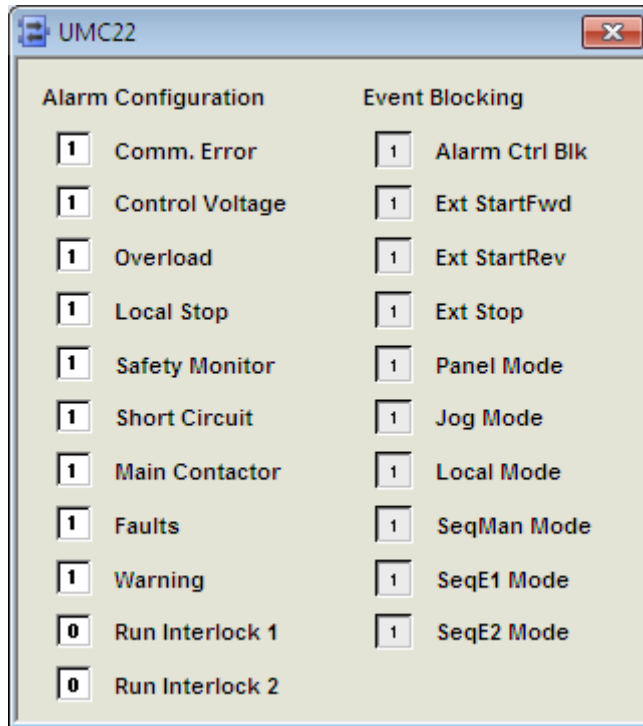 UMC22
Alarm Configuration Event Blocking
1 Comm. Error 1 Alarm Ctrl Blk
1 Control Voltage 1 Ext StartFwd
1 Overload 1 Ext StartRev
1 Local Stop 1 Ext Stop
1 Safety Monitor 1 Panel Mode
1 Short Circuit 1 Jog Mode
1 Main Contactor 1 Local Mode
1 Faults 1 SeqMan Mode
1 Warning 1 SeqE1 Mode
0 Run Interlock 1 1 SeqE2 Mode
0 Run Interlock 2